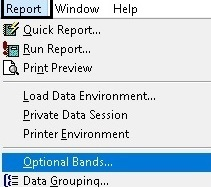 Report Window Help
Quick Report...
Run Report...
Print Preview
Load Data Environment...
Private Data Session
Printer Environment
Optional Bands...
Data Grouping...